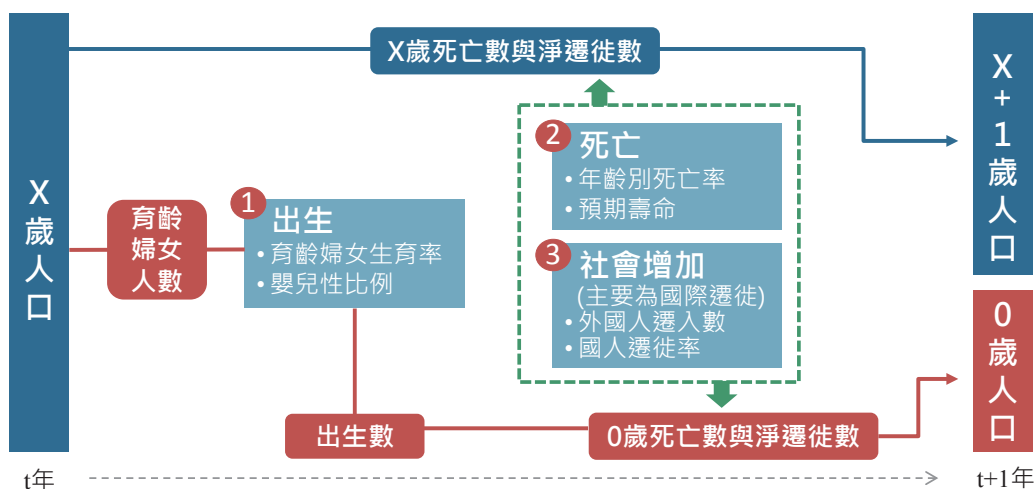 X歲人口
X歲死亡數與淨遷徙數
X+1歲人口
育齡
婦女
人數
1
出生
• 育齡婦女生育率
• 嬰兒性比例
2
死亡
• 年齡別死亡率
• 預期壽命
3
社會增加
(主要為國際遷徙)
• 外國人遷入數
• 國人遷徙率
出生數
0歲死亡數與淨遷徙數
0歲人口
t年
t+1年